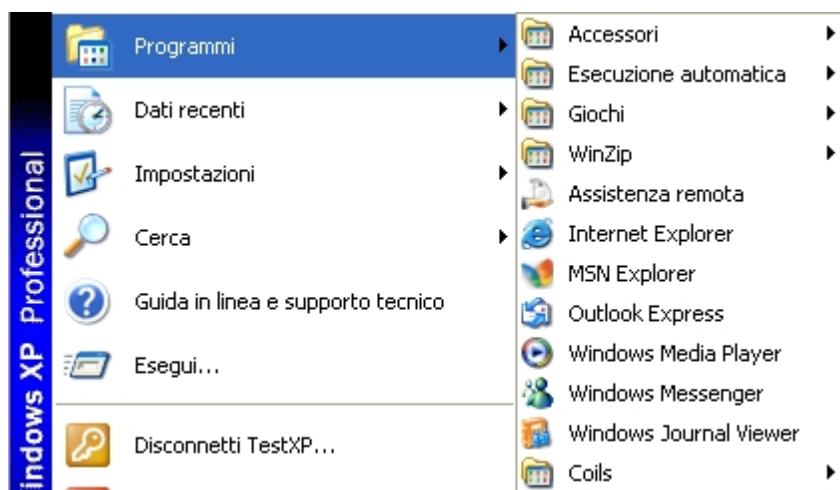 indows XP Professional
Programmi
Dati recenti
Impostazioni
Cerca
Guida in linea e supporto tecnico
Esegui...
Disconnetti TestXP...
Accessori
Esecuzione automatica
Giochi
WinZip
Assistenza remota
Internet Explorer
MSN Explorer
Outlook Express
Windows Media Player
Windows Messenger
Windows Journal Viewer
Coils